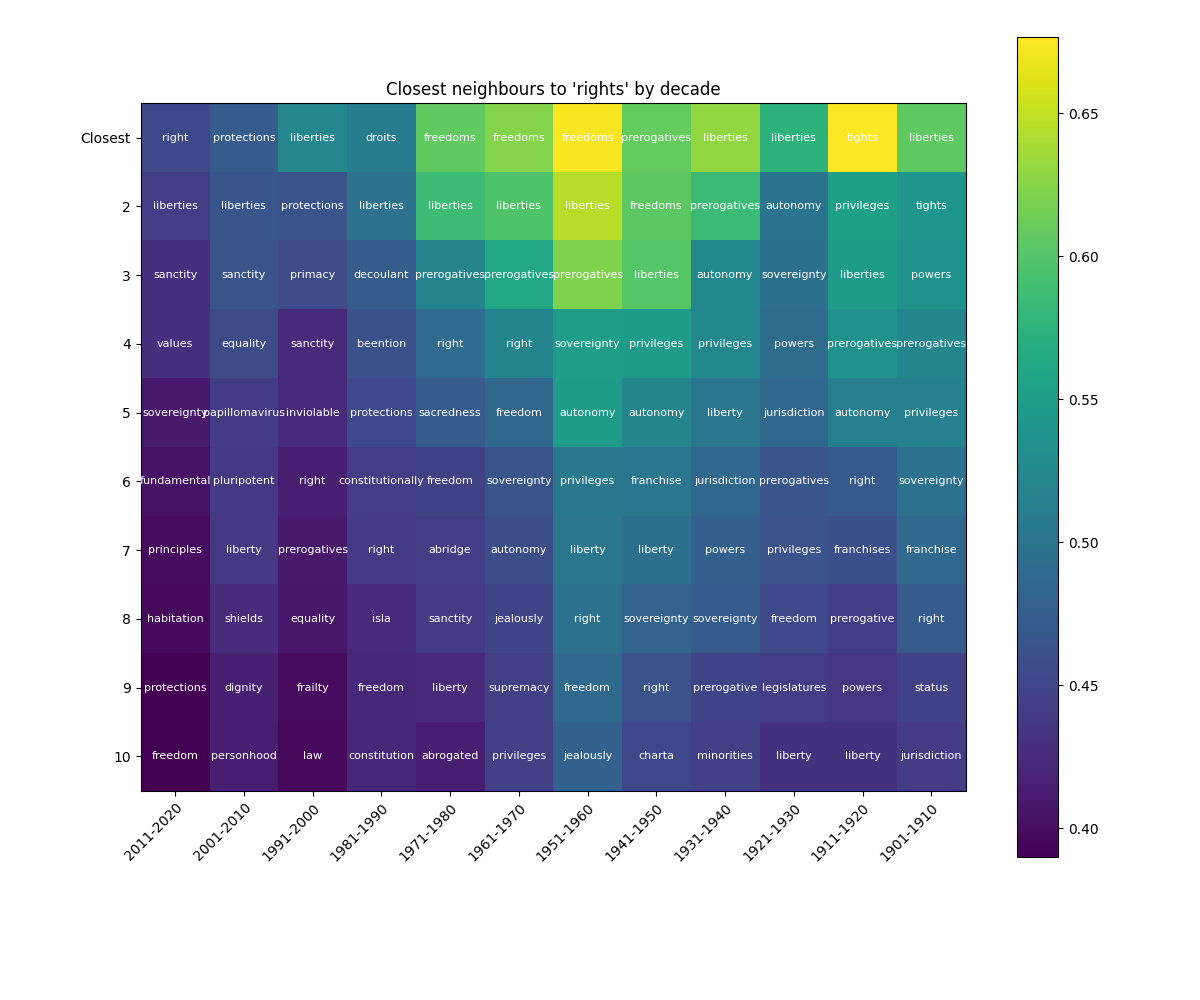 Closest neighbours to 'rights' by decade
Closest right protections liberties droits freedoms freedoms freedoms prerogatives liberties liberties tights liberties
2 liberties liberties protections liberties liberties liberties liberties freedoms prerogatives autonomy privileges tights
3 sanctity sanctity primacy decoulant prerogatives prerogatives prerogatives liberties autonomy sovereignty liberties powers
4 values equality sanctity beention right right sovereignty privileges privileges powers prerogatives prerogatives
5 sovereignty papillomavirus inviolable protections sacredness freedom autonomy autonomy liberty jurisdiction autonomy privileges
6 fundamental pluripotent right constitutionally freedom sovereignty privileges franchise jurisdiction prerogatives right sovereignty
7 principles liberty prerogatives right abridge autonomy liberty liberty powers privileges franchises franchise
8 habitation shields equality isla sanctity jealously right sovereignty sovereignty freedom prerogative right
9 protections dignity frailty freedom liberty supremacy freedom right prerogative legislatures powers status
10 freedom personhood law constitution abrogated privileges jealously charta minorities liberty liberty jurisdiction
2011-2020 2001-2010 1991-2000 1981-1990 1971-1980 1961-1970 1951-1960 1941-1950 1931-1940 1921-1930 1911-1920 1901-1910
0.65
0.60
0.55
0.50
0.45
0.40